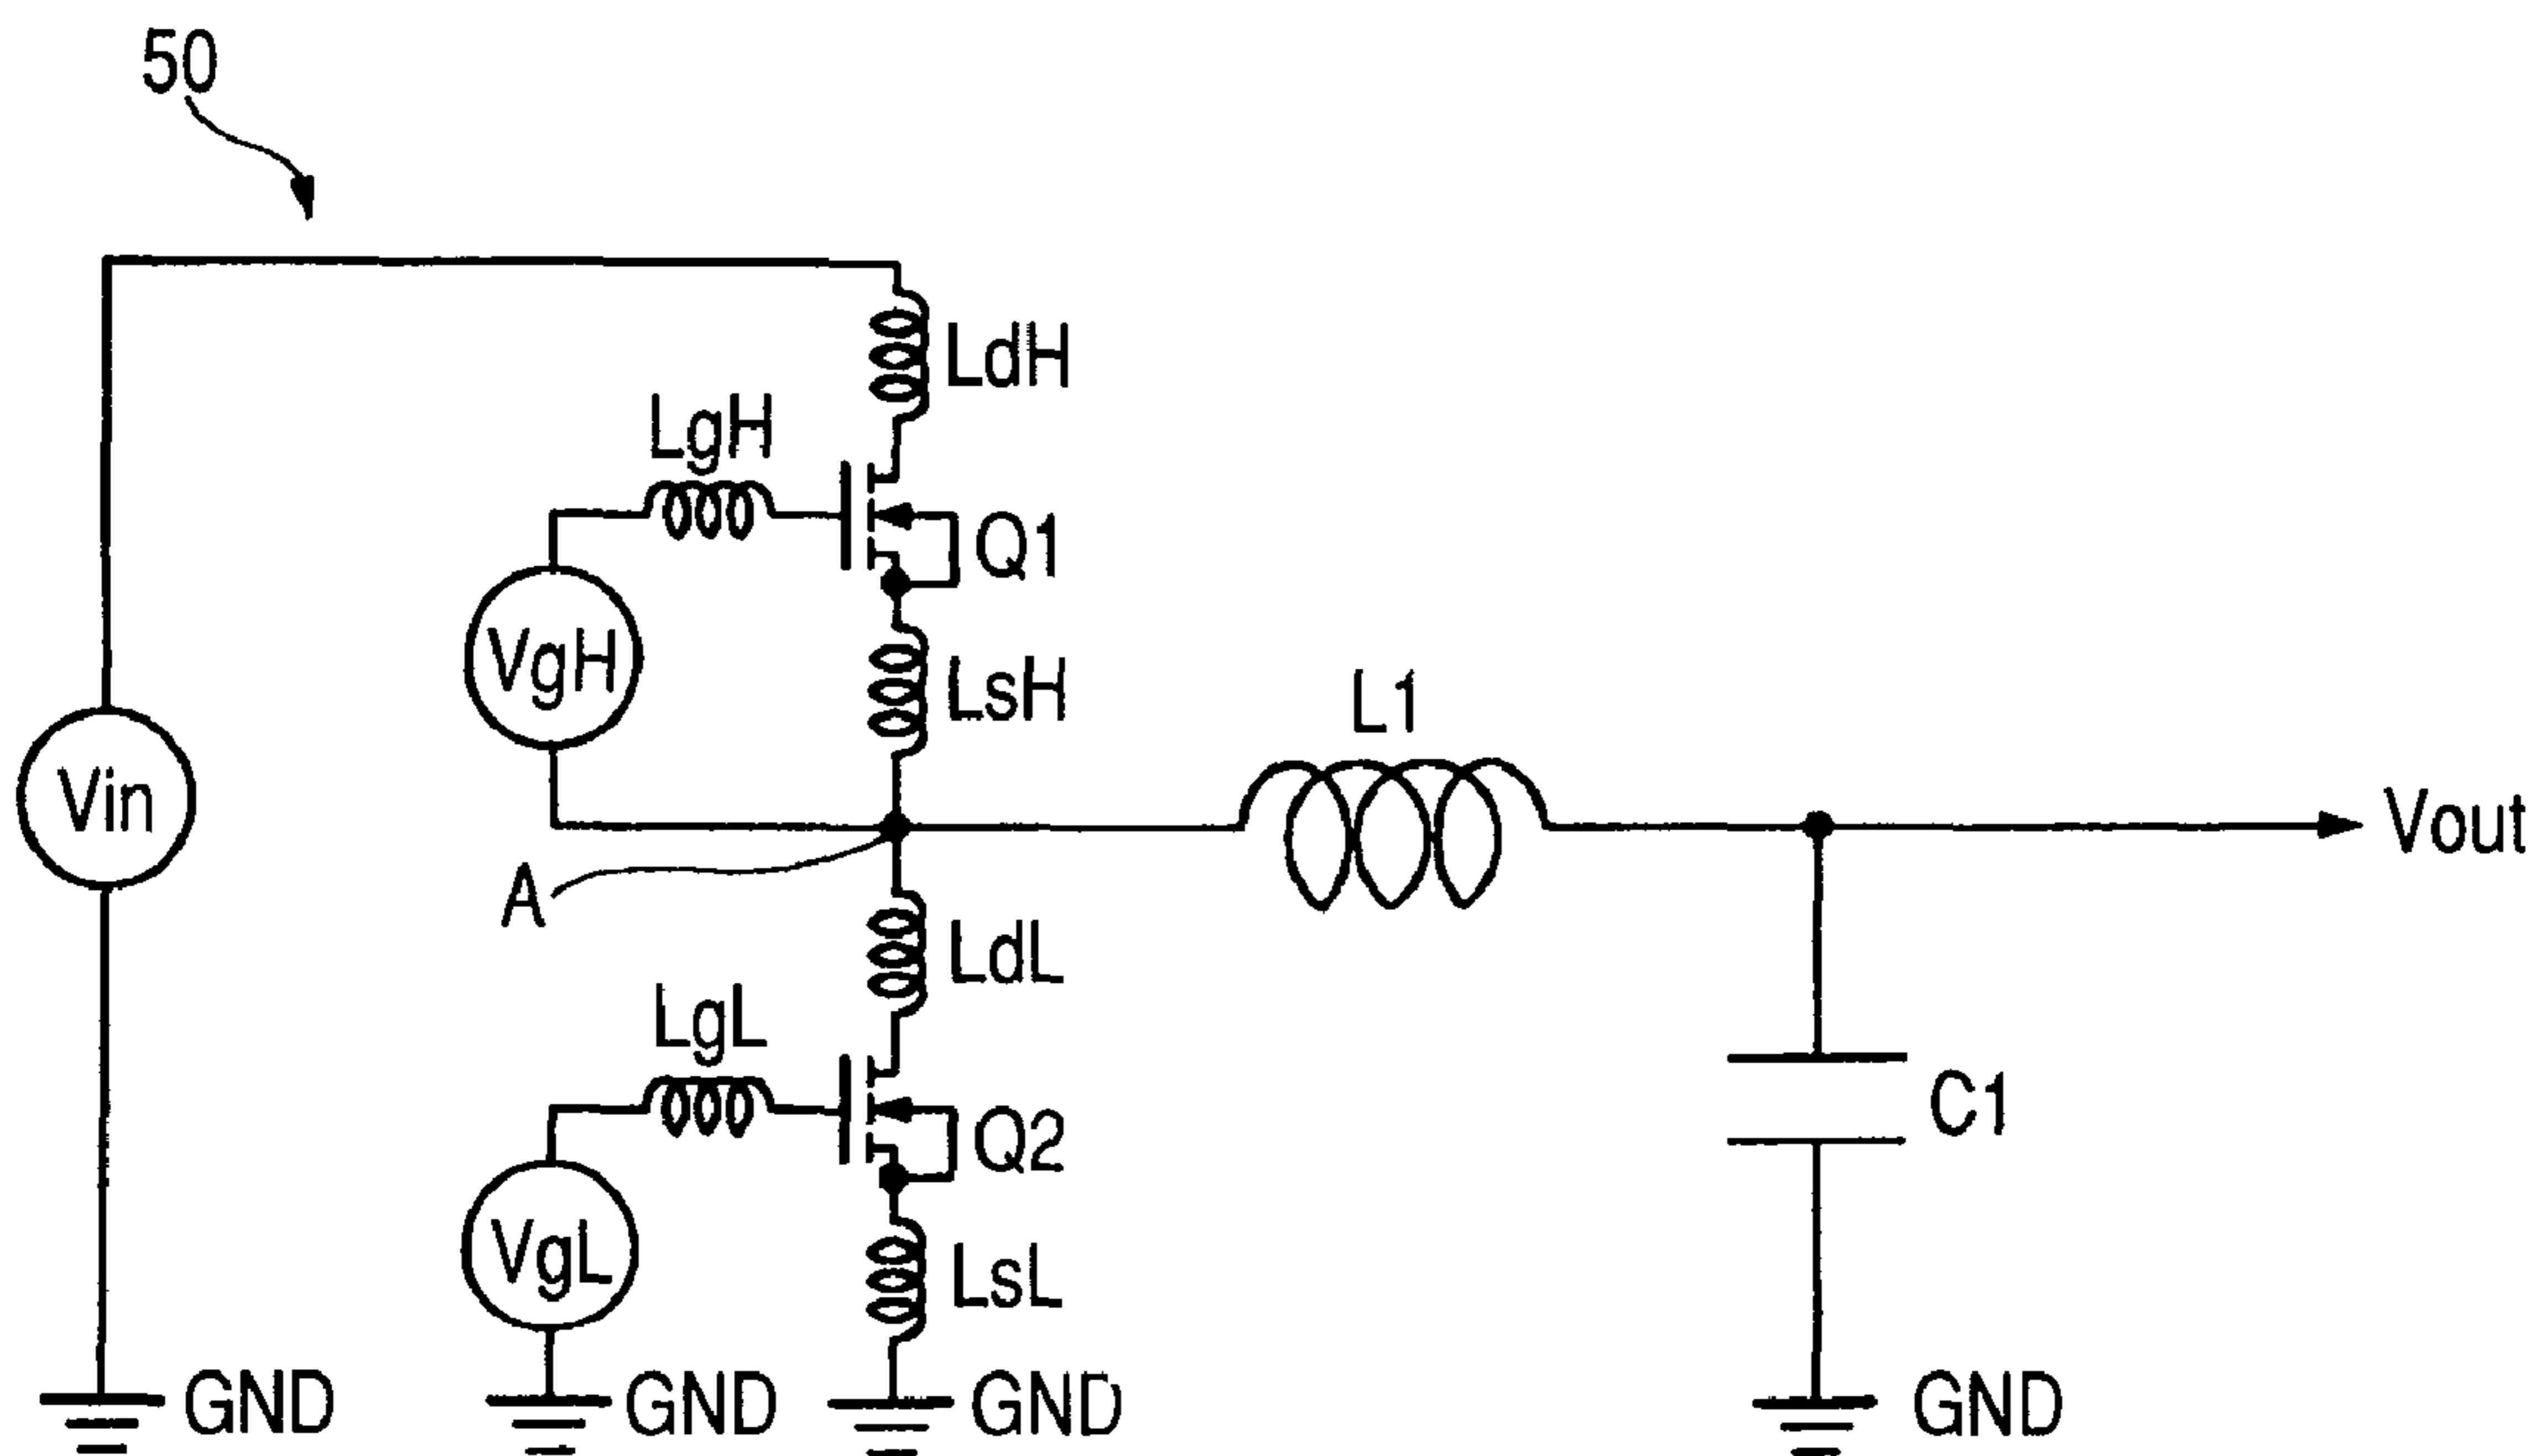 50
LdH
LgH
Q1
VgH
LsH
L1
Vin
Vout
A
LdL
LgL
C1
Q2
VgL
LsL
GND
GND
GND
GND